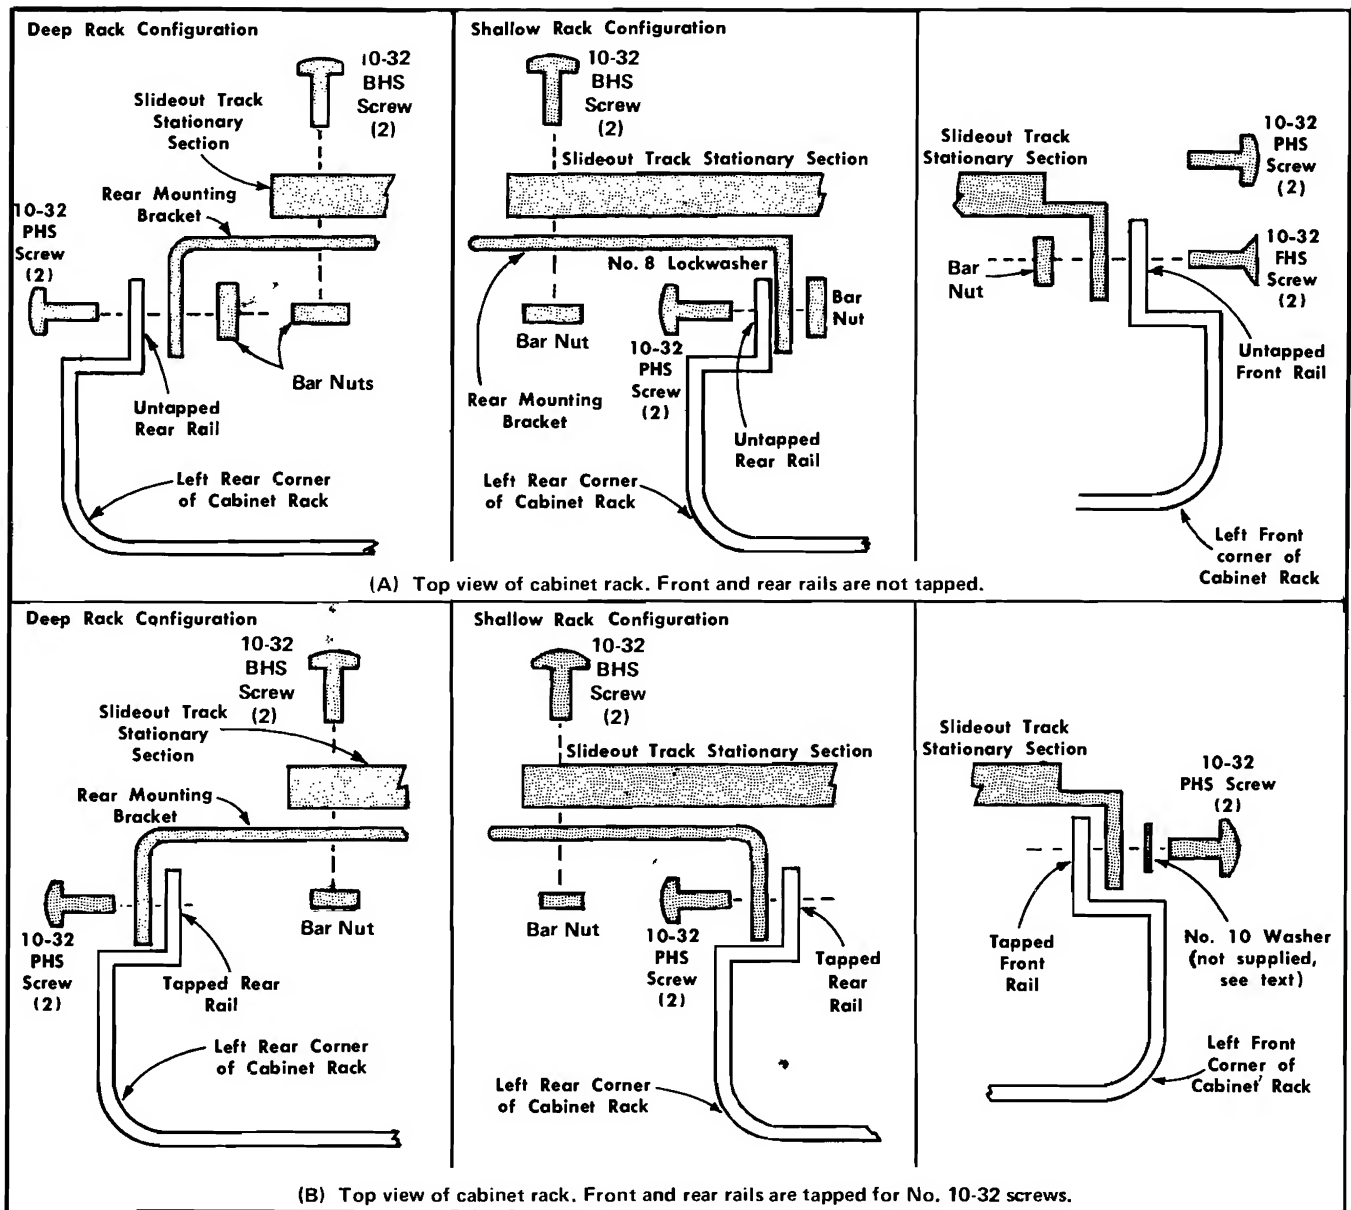 Deep Rack Configuration
10-32
BHS
Screw
(2)
Slideout Track
Stationary
Section
Rear Mounting
Bracket
10-32
PHS
Screw
(2)
Bar Nuts
Untapped
Rear Rail
Left Rear Corner
of Cabinet Rack
Shallow Rack Configuration
10-32
BHS
Screw
(2)
Slideout Track Stationary Section
No. 8 Lockwasher
Bar
Nut
Bar Nut
10-32
PHS
Screw
(2)
Rear Mounting
Bracket
Untapped
Rear Rail
Left Rear Corner
of Cabinet Rack
Slideout Track
Stationary Section
10-32
PHS
Screw
(2)
10-32
FHS
Screw
(2)
Bar
Nut
Untapped
Front Rail
Left Front
corner of
Cabinet Rack
(A) Top view of cabinet rack. Front and rear rails are not tapped.
Deep Rack Configuration
10-32
BHS
Screw
(2)
Slideout Track
Stationary
Section
Rear Mounting
Bracket
10-32
PHS
Screw
(2)
Bar Nut
Tapped Rear
Rail
Left Rear Corner
of Cabinet Rack
Shallow Rack Configuration
10-32
BHS
Screw
(2)
Slideout Track Stationary Section
Bar Nut
10-32
PHS
Screw
(2)
Tapped
Rear
Rail
Left Rear Corner
of Cabinet Rack
Slideout Track
Stationary Section
10-32
PHS Screw
(2)
Tapped
Front
Rail
No. 10 Washer
(not supplied,
see text)
Left Front
Corner of
Cabinet Rack
(B) Top view of cabinet rack. Front and rear rails are tapped for No. 10-32 screws.